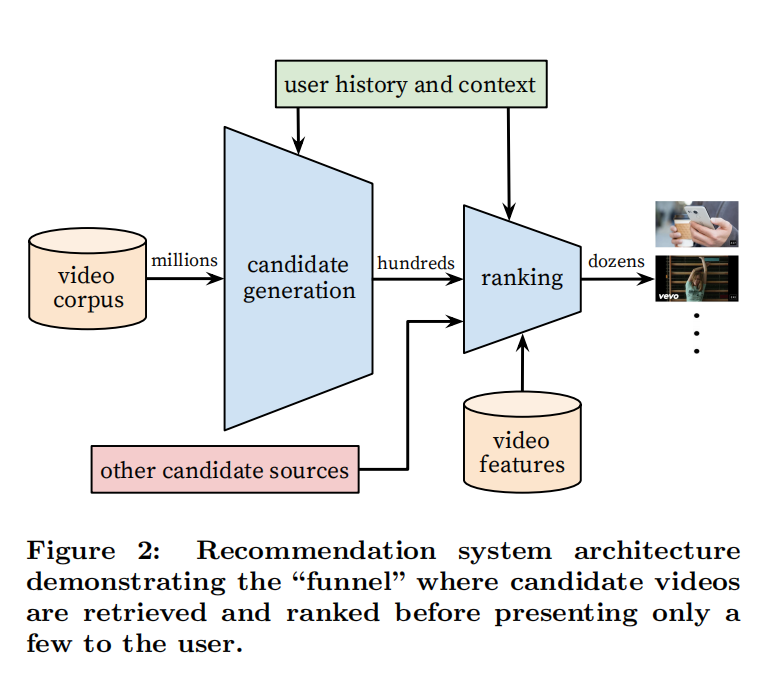 user history and context
video
corpus
millions
candidate
generation
hundreds
ranking
dozens
vevo
other candidate sources
video
features
Figure 2: Recommendation system architecture
demonstrating the “funnel” where candidate videos
are retrieved and ranked before presenting only a
few to the user.